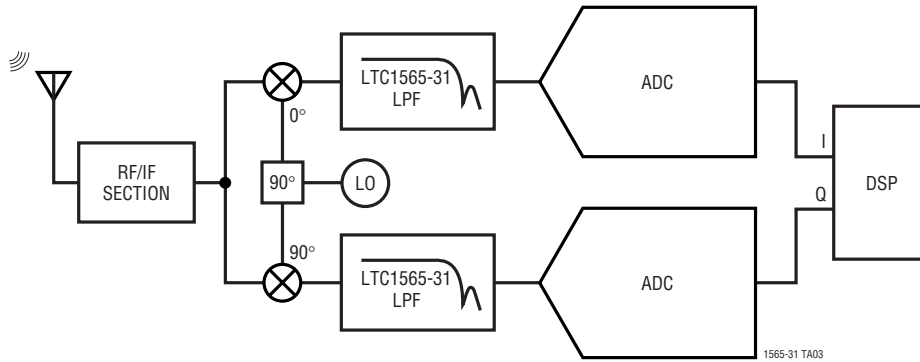 LTC1565-31
LPF
ADC
0°
RF/IF
SECTION
90°
LO
I
Q
DSP
90°
LTC1565-31
LPF
ADC
1565-31 TA03